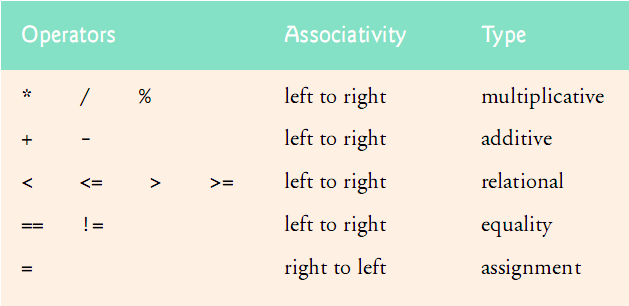 Operators Associativity Type
* / % left to right multiplicative
+ - left to right additive
< <= > >= left to right relational
== != left to right equality
= right to left assignment